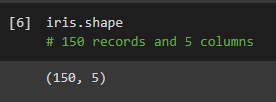 [6] iris.shape
# 150 records and 5 columns
(150, 5)